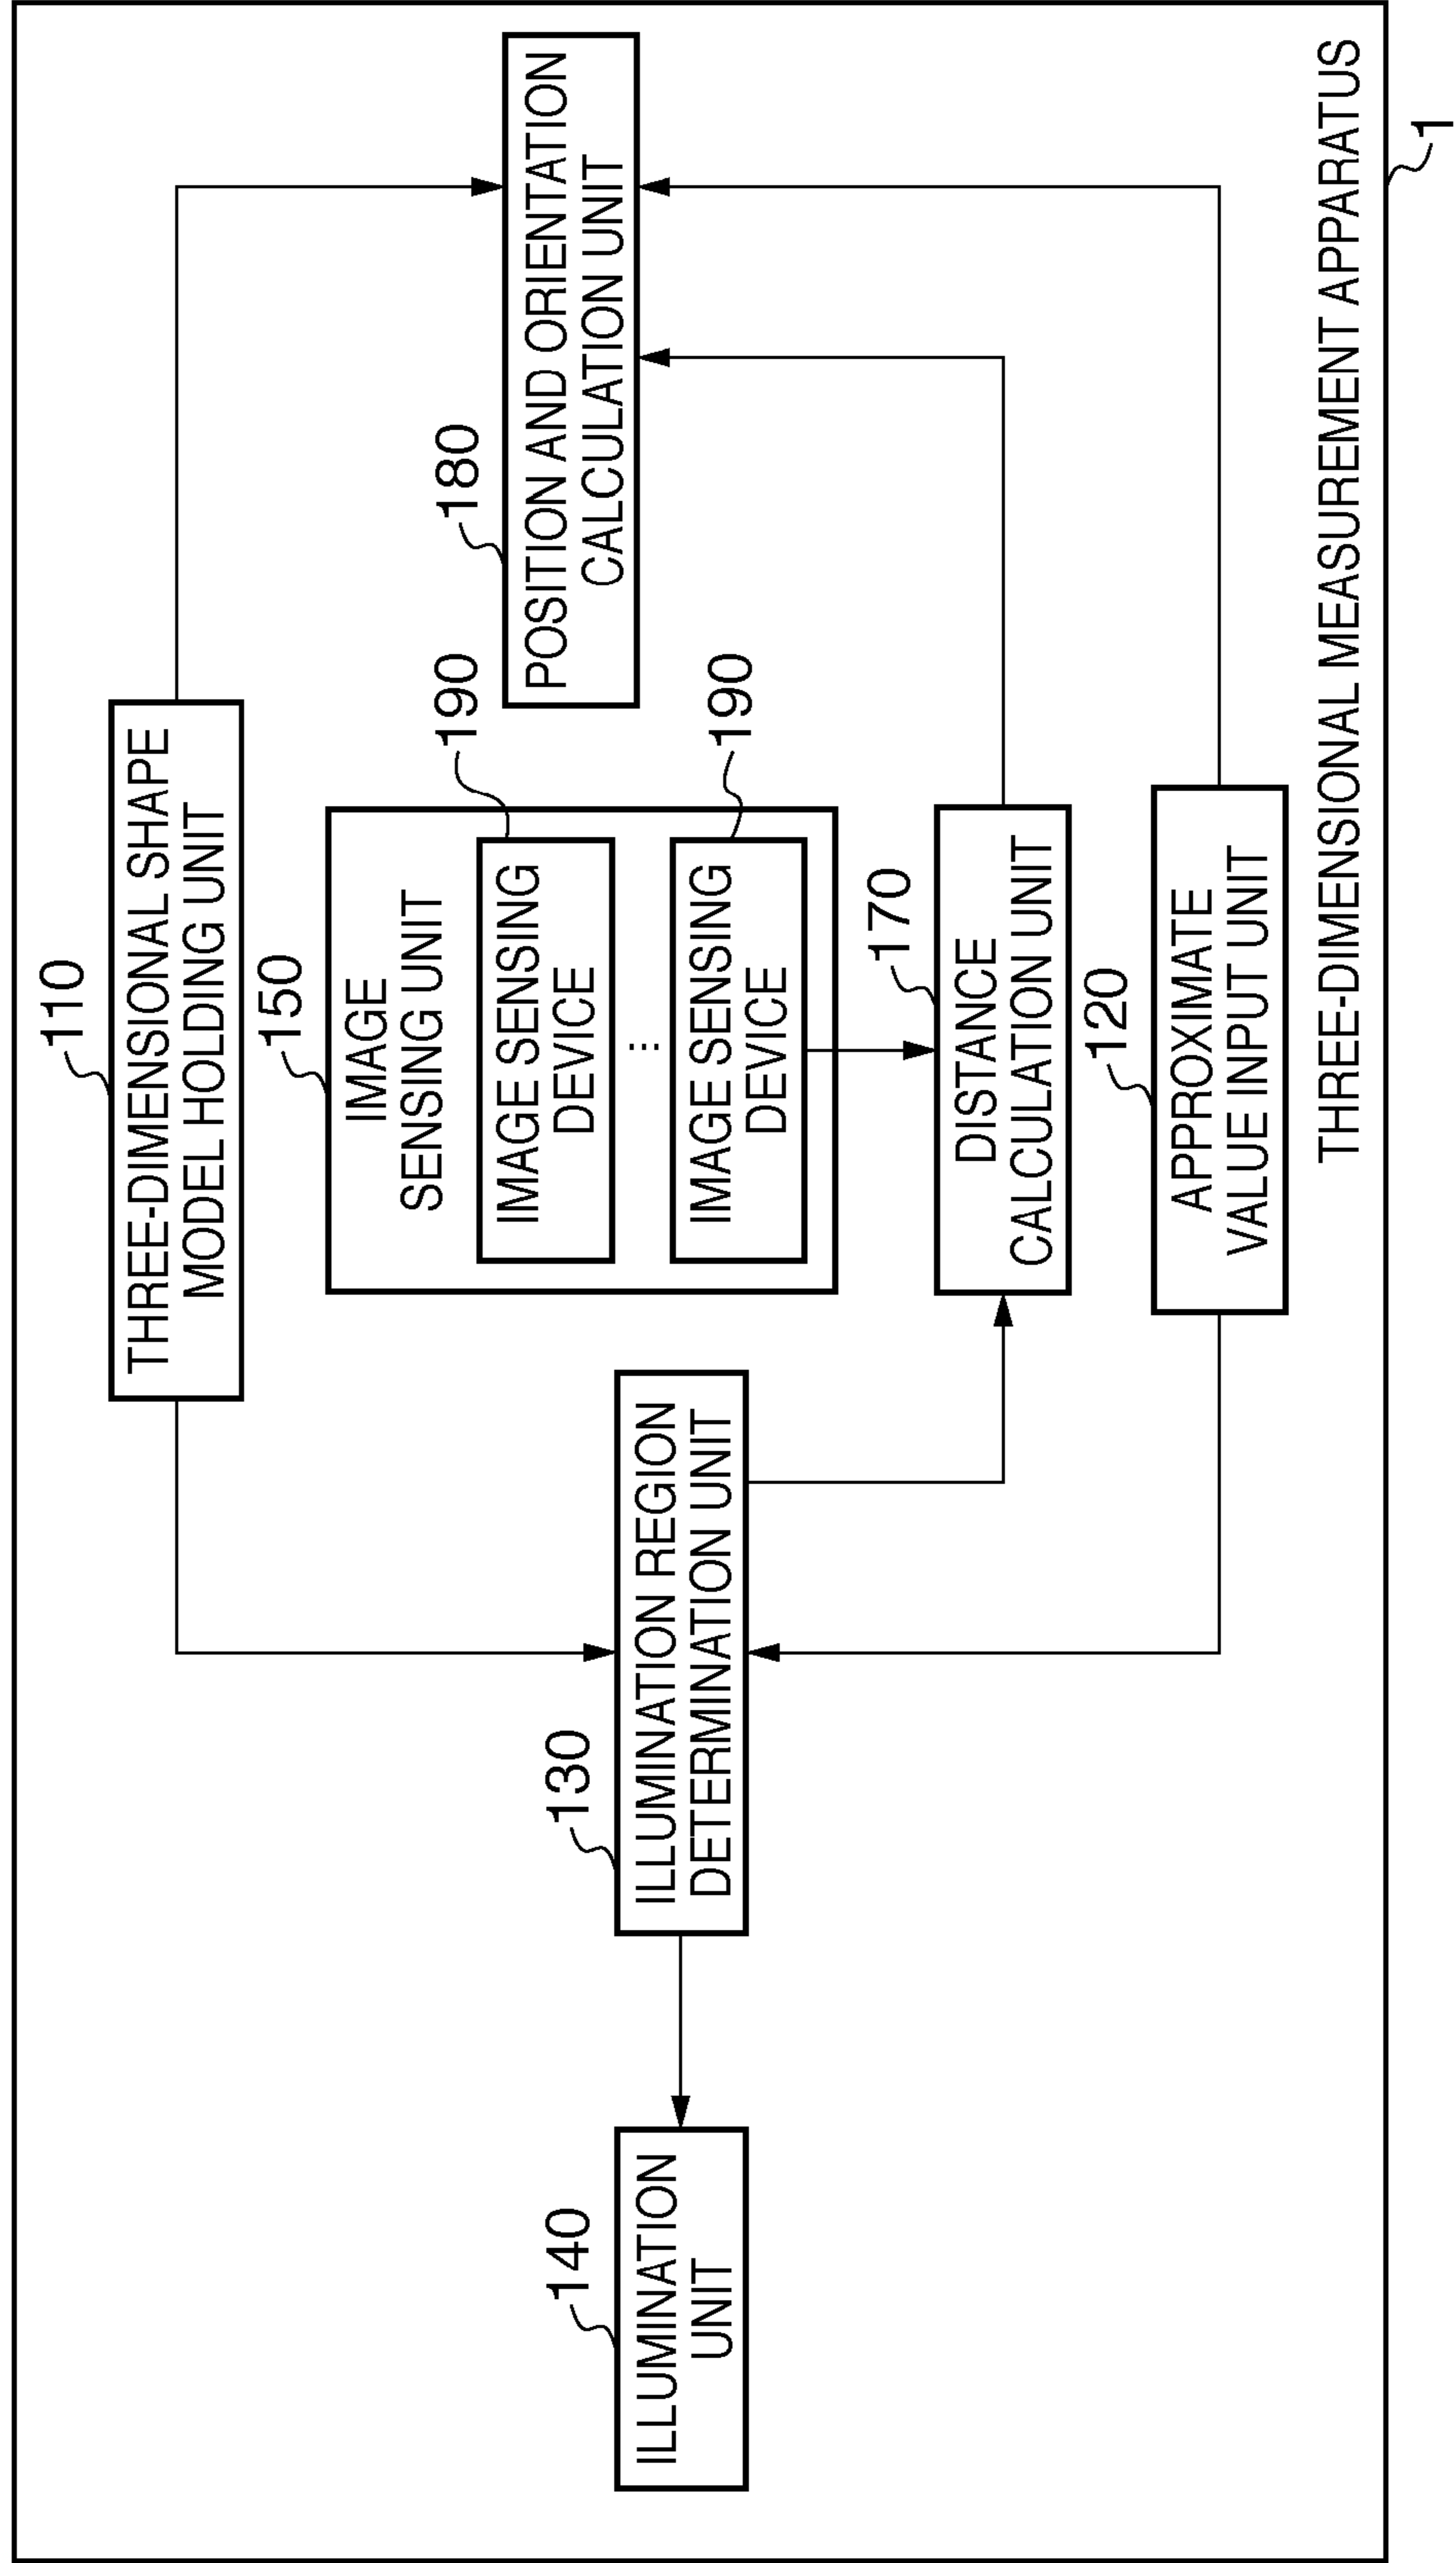 110
THREE-DIMENSIONAL SHAPE
MODEL HOLDING UNIT
150
IMAGE
SENSING UNIT
190
IMAGE SENSING
DEVICE
...
190
IMAGE SENSING
DEVICE
180
POSITION AND ORIENTATION
CALCULATION UNIT
140
ILLUMINATION
UNIT
130
ILLUMINATION REGION
DETERMINATION UNIT
170
DISTANCE
CALCULATION UNIT
120
APPROXIMATE
VALUE INPUT UNIT
THREE-DIMENSIONAL MEASUREMENT APPARATUS
1